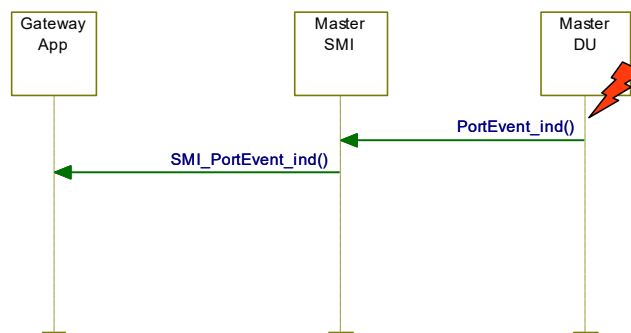 Gateway
App
Master
SMI
Master
DU
PortEvent_ind()
SMI_PortEvent_ind()